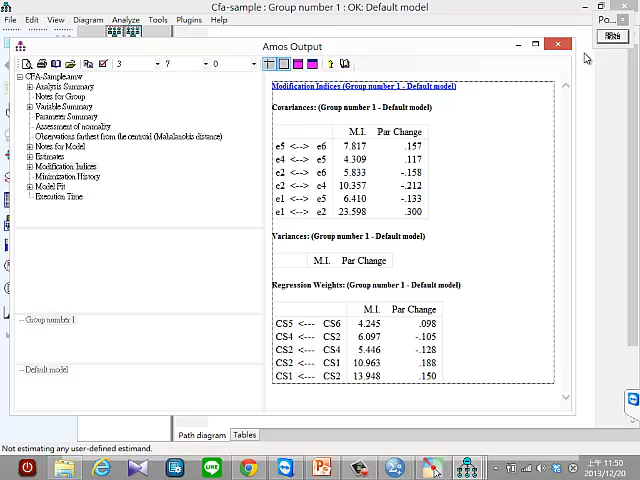 Cfa-sample : Group number 1 : OK: Default model
File Edit View Diagram Analyze Tools Plugins Help
Po...
開始
Amos Output
3 7 0
CFA-Sample.amw
Analysis Summary
Notes for Group
Variable Summary
Parameter Summary
Assessment of normality
Observations farthest from the centroid (Mahalanobis distance)
Notes for Model
Estimates
Modification Indices
Minimization History
Model Fit
Execution Time
Group number 1
Default model
Modification Indices (Group number 1 - Default model)
Covariances: (Group number 1 - Default model)
M.I. Par Change
e5 <--> e6 7.817 .157
e4 <--> e5 4.309 .117
e2 <--> e6 5.833 -.158
e2 <--> e4 10.357 -.212
e1 <--> e5 6.410 -.133
e1 <--> e2 23.598 .300
Variances: (Group number 1 - Default model)
M.I. Par Change
Regression Weights: (Group number 1 - Default model)
M.I. Par Change
CS5 <--- CS6 4.245 .098
CS4 <--- CS2 6.097 -.105
CS2 <--- CS4 5.446 -.128
CS2 <--- CS1 10.963 .188
CS1 <--- CS2 13.948 .150
Path diagram Tables
Not estimating any user-defined estimand.
LINE
上午 11:50
2013/12/20